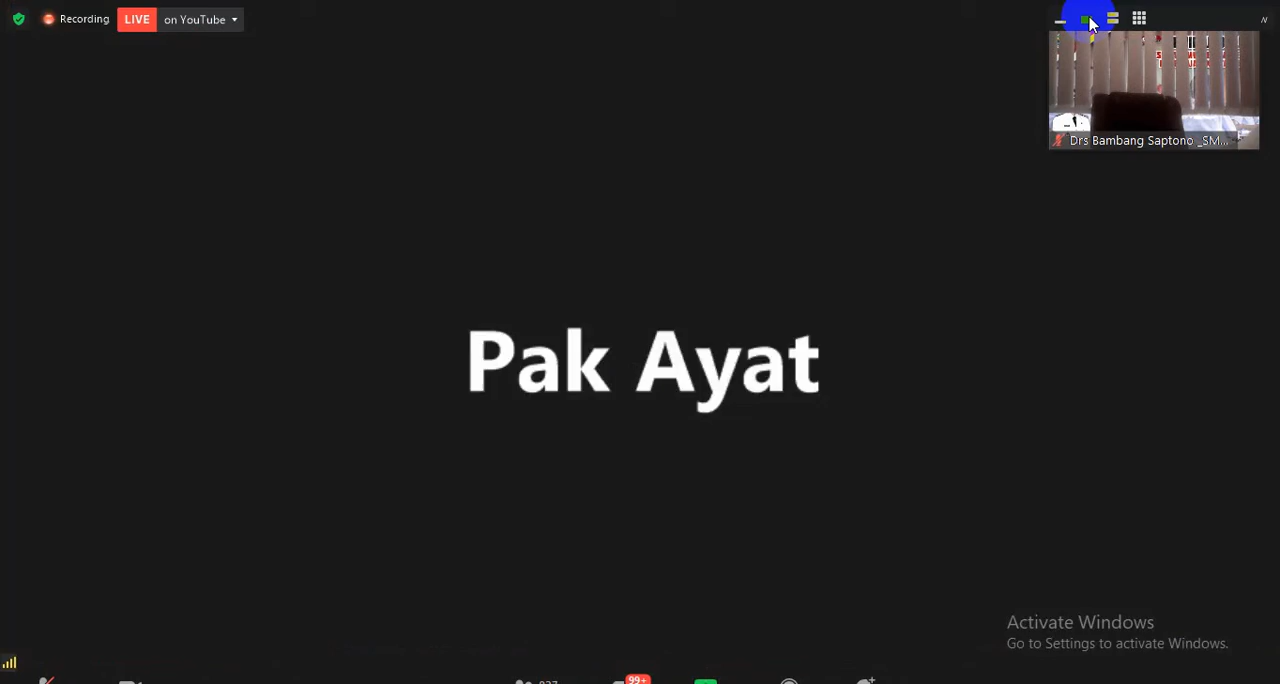 Recording
LIVE on YouTube
Drs Bambang Saptono _SM...
Pak Ayat
Activate Windows
Go to Settings to activate Windows.
99+